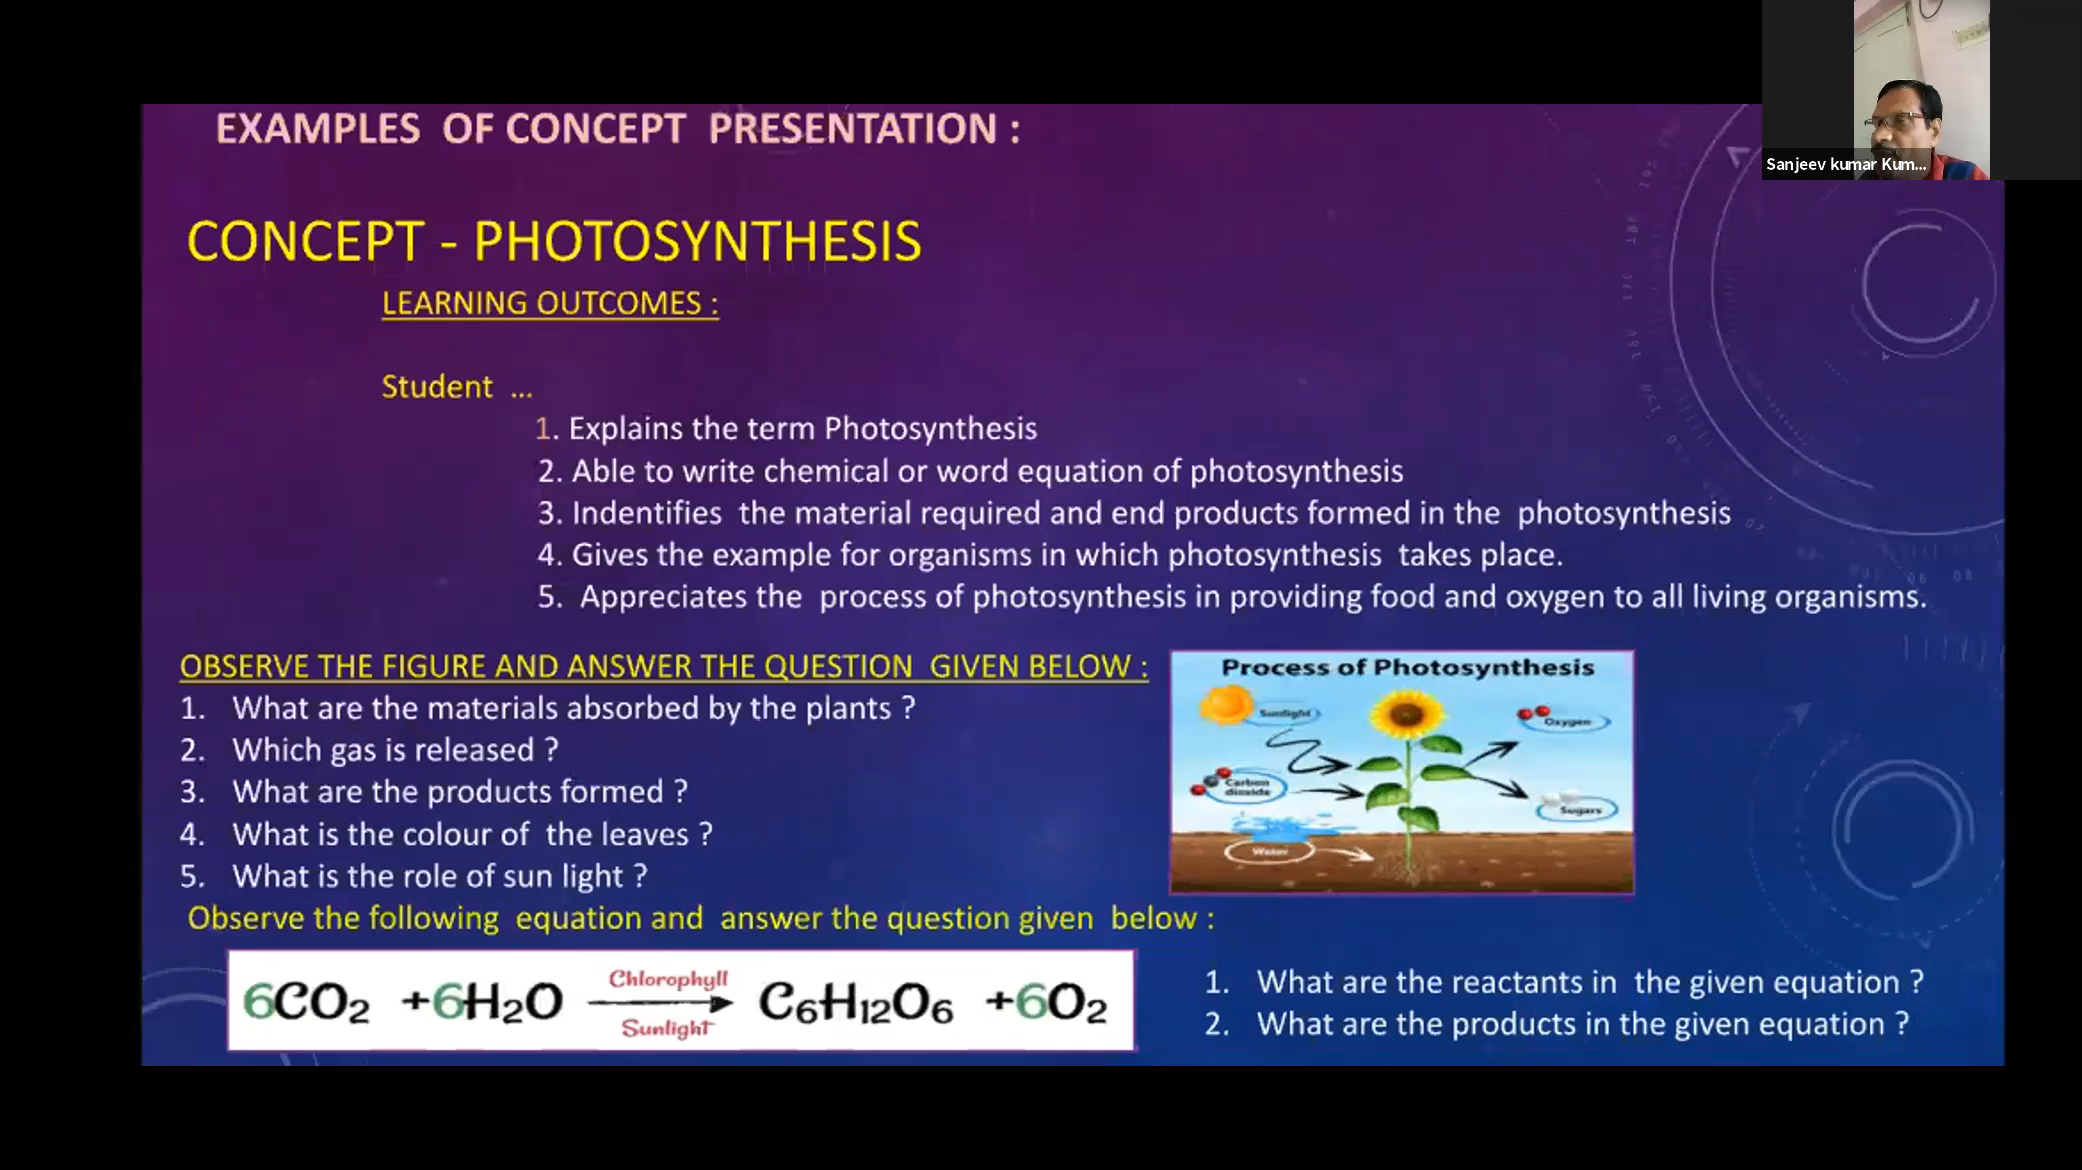 Sanjeev kumar Kum...
EXAMPLES OF CONCEPT PRESENTATION :
CONCEPT - PHOTOSYNTHESIS
LEARNING OUTCOMES :
Student ...
1. Explains the term Photosynthesis
2. Able to write chemical or word equation of photosynthesis
3. Indentifies the material required and end products formed in the photosynthesis
4. Gives the example for organisms in which photosynthesis takes place.
5. Appreciates the process of photosynthesis in providing food and oxygen to all living organisms.
OBSERVE THE FIGURE AND ANSWER THE QUESTION GIVEN BELOW :
1. What are the materials absorbed by the plants ?
2. Which gas is released ?
3. What are the products formed ?
4. What is the colour of the leaves ?
5. What is the role of sun light ?
Process of Photosynthesis
Sunlight
Oxygen
Carbon
dioxide
Sugars
Water
Observe the following equation and answer the question given below :
6CO₂ +6H₂O Chlorophyll Sunlight C₆H₁₂O₆ +6O₂
1. What are the reactants in the given equation ?
2. What are the products in the given equation ?